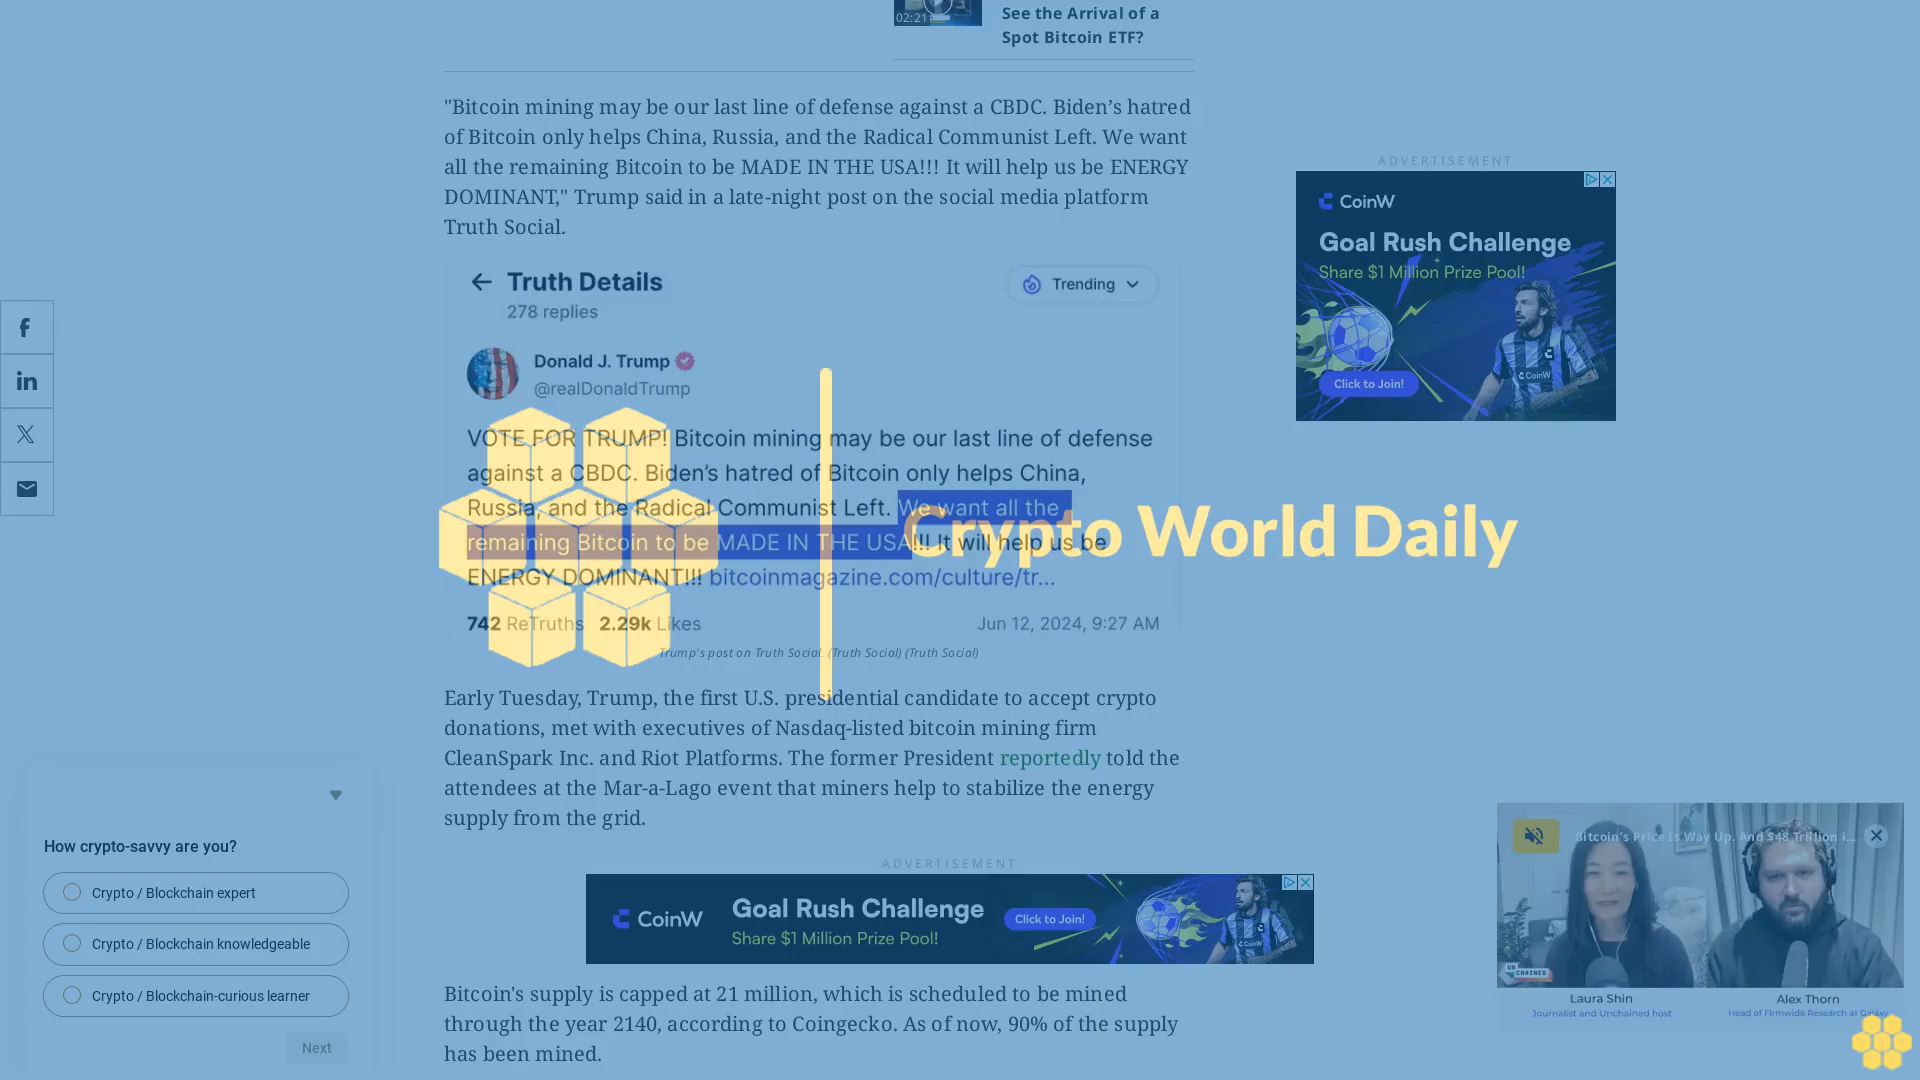 02:21
See the Arrival of a
Spot Bitcoin ETF?
"Bitcoin mining may be our last line of defense against a CBDC. Biden’s hatred
of Bitcoin only helps China, Russia, and the Radical Communist Left. We want
all the remaining Bitcoin to be MADE IN THE USA!!! It will help us be ENERGY
DOMINANT," Trump said in a late-night post on the social media platform
Truth Social.
Truth Details
278 replies
Trending
Donald J. Trump
@realDonaldTrump
VOTE FOR TRUMP! Bitcoin mining may be our last line of defense
against a CBDC. Biden’s hatred of Bitcoin only helps China,
Russia, and the Radical Communist Left. We want all the
remaining Bitcoin to be MADE IN THE USA!!! It will help us be
ENERGY DOMINANT!!! bitcoinmagazine.com/culture/tr...
742 ReTruths 2.29k Likes
Jun 12, 2024, 9:27 AM
Trump's post on Truth Social. (Truth Social) (Truth Social)
Crypto World Daily
Early Tuesday, Trump, the first U.S. presidential candidate to accept crypto
donations, met with executives of Nasdaq-listed bitcoin mining firm
CleanSpark Inc. and Riot Platforms. The former President reportedly told the
attendees at the Mar-a-Lago event that miners help to stabilize the energy
supply from the grid.
ADVERTISEMENT
CoinW
Goal Rush Challenge
Share $1 Million Prize Pool!
Click to Join!
CoinW
Bitcoin's supply is capped at 21 million, which is scheduled to be mined
through the year 2140, according to Coingecko. As of now, 90% of the supply
has been mined.
ADVERTISEMENT
CoinW
Goal Rush Challenge
Share $1 Million Prize Pool!
CoinW
Click to Join!
How crypto-savvy are you?
Crypto / Blockchain expert
Crypto / Blockchain knowledgeable
Crypto / Blockchain-curious learner
Next
Bitcoin's Price Is Way Up. And $48 Trillion i...
UNCHAINED
Laura Shin
Journalist and Unchained host
Alex Thorn
Head of Firmwide Research at Galaxy